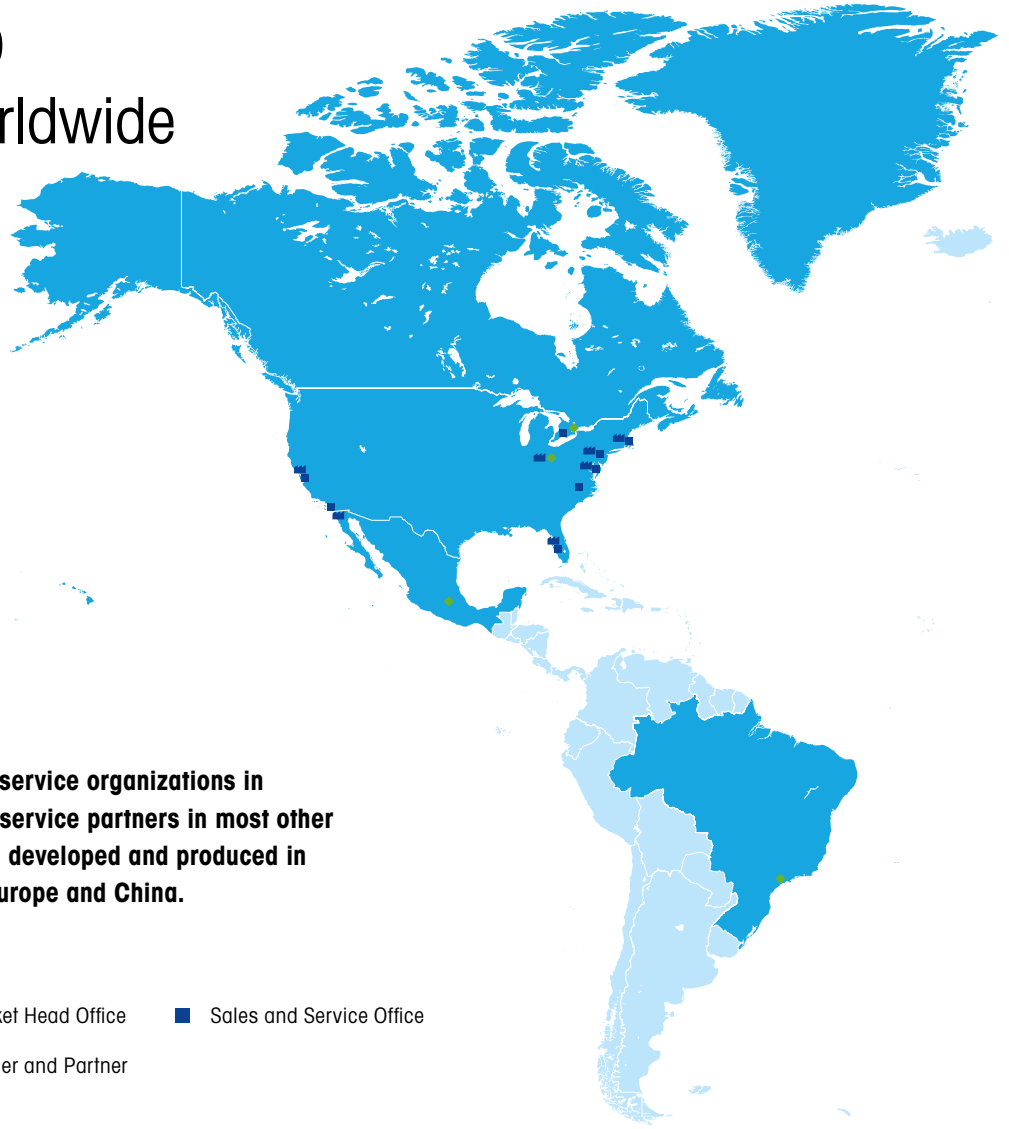 rldwide
service organizations in
service partners in most other
developed and produced in
urope and China.
ket Head Office
Sales and Service Office
er and Partner